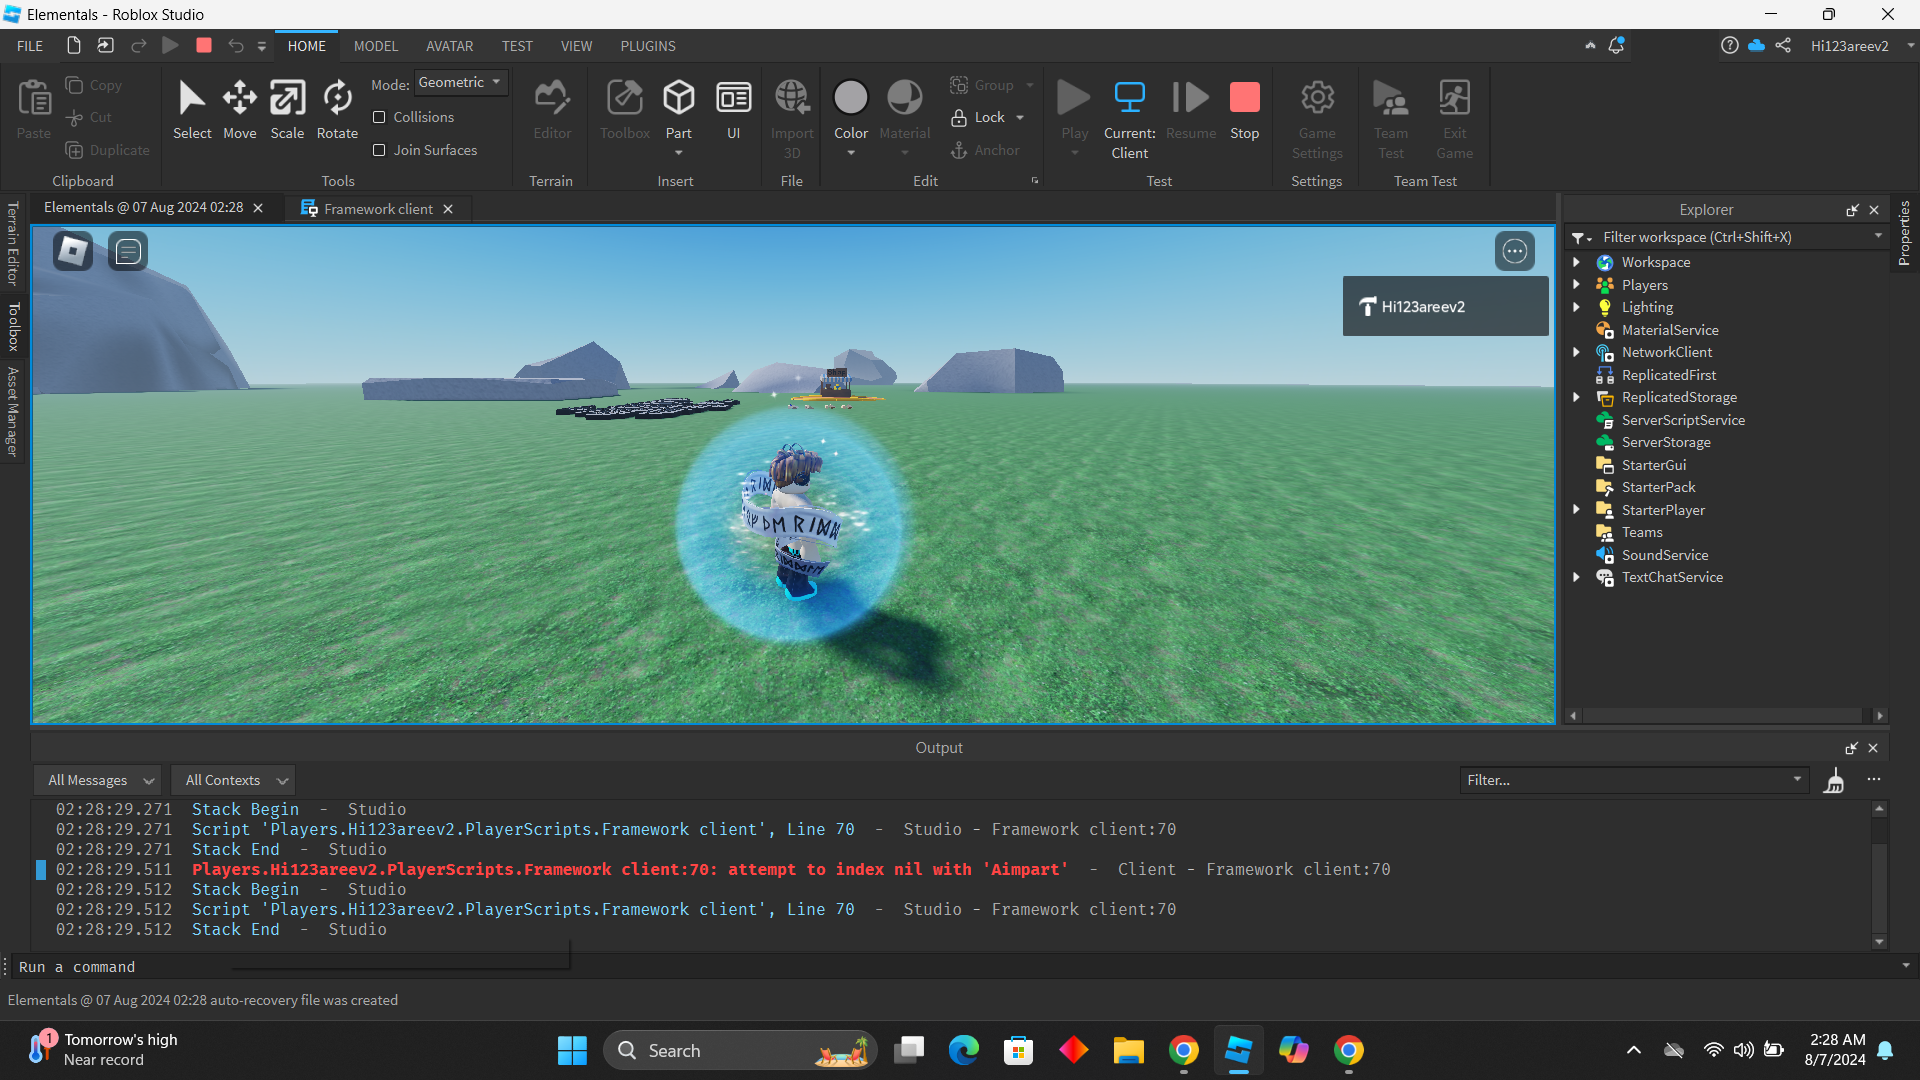 Elementals - Roblox Studio
FILE
HOME
MODEL
AVATAR
TEST
VIEW
PLUGINS
Hi123areev2
Paste
Copy
Cut
Duplicate
Clipboard
Select
Move
Scale
Rotate
Mode: Geometric
Collisions
Join Surfaces
Tools
Editor
Terrain
Toolbox
Part
UI
Insert
Import
3D
File
Color
Material
Group
Lock
Anchor
Edit
Play
Current:
Client
Resume
Stop
Test
Game
Settings
Settings
Team
Test
Exit
Game
Team Test
Terrain Editor
Toolbox
Asset Manager
Elementals @ 07 Aug 2024 02:28
Framework client
Hi123areev2
Explorer
Filter workspace (Ctrl+Shift+X)
Workspace
Players
Lighting
MaterialService
NetworkClient
ReplicatedFirst
ReplicatedStorage
ServerScriptService
ServerStorage
StarterGui
StarterPack
StarterPlayer
Teams
SoundService
TextChatService
Properties
Output
All Messages
All Contexts
Filter...
02:28:29.271 Stack Begin - Studio
02:28:29.271 Script 'Players.Hi123areev2.PlayerScripts.Framework client', Line 70 - Studio - Framework client:70
02:28:29.271 Stack End - Studio
02:28:29.511 Players.Hi123areev2.PlayerScripts.Framework client:70: attempt to index nil with 'Aimpart' - Client - Framework client:70
02:28:29.512 Stack Begin - Studio
02:28:29.512 Script 'Players.Hi123areev2.PlayerScripts.Framework client', Line 70 - Studio - Framework client:70
02:28:29.512 Stack End - Studio
Run a command
Elementals @ 07 Aug 2024 02:28 auto-recovery file was created
1
Tomorrow's high
Near record
Search
2:28 AM
8/7/2024